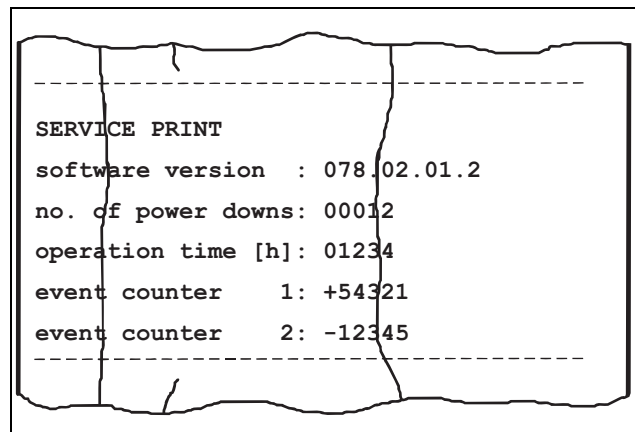 SERVICE PRINT
software version : 078.02.01.2
no. of power downs: 00012
operation time [h]: 01234
event counter 1: +54321
event counter 2: -12345